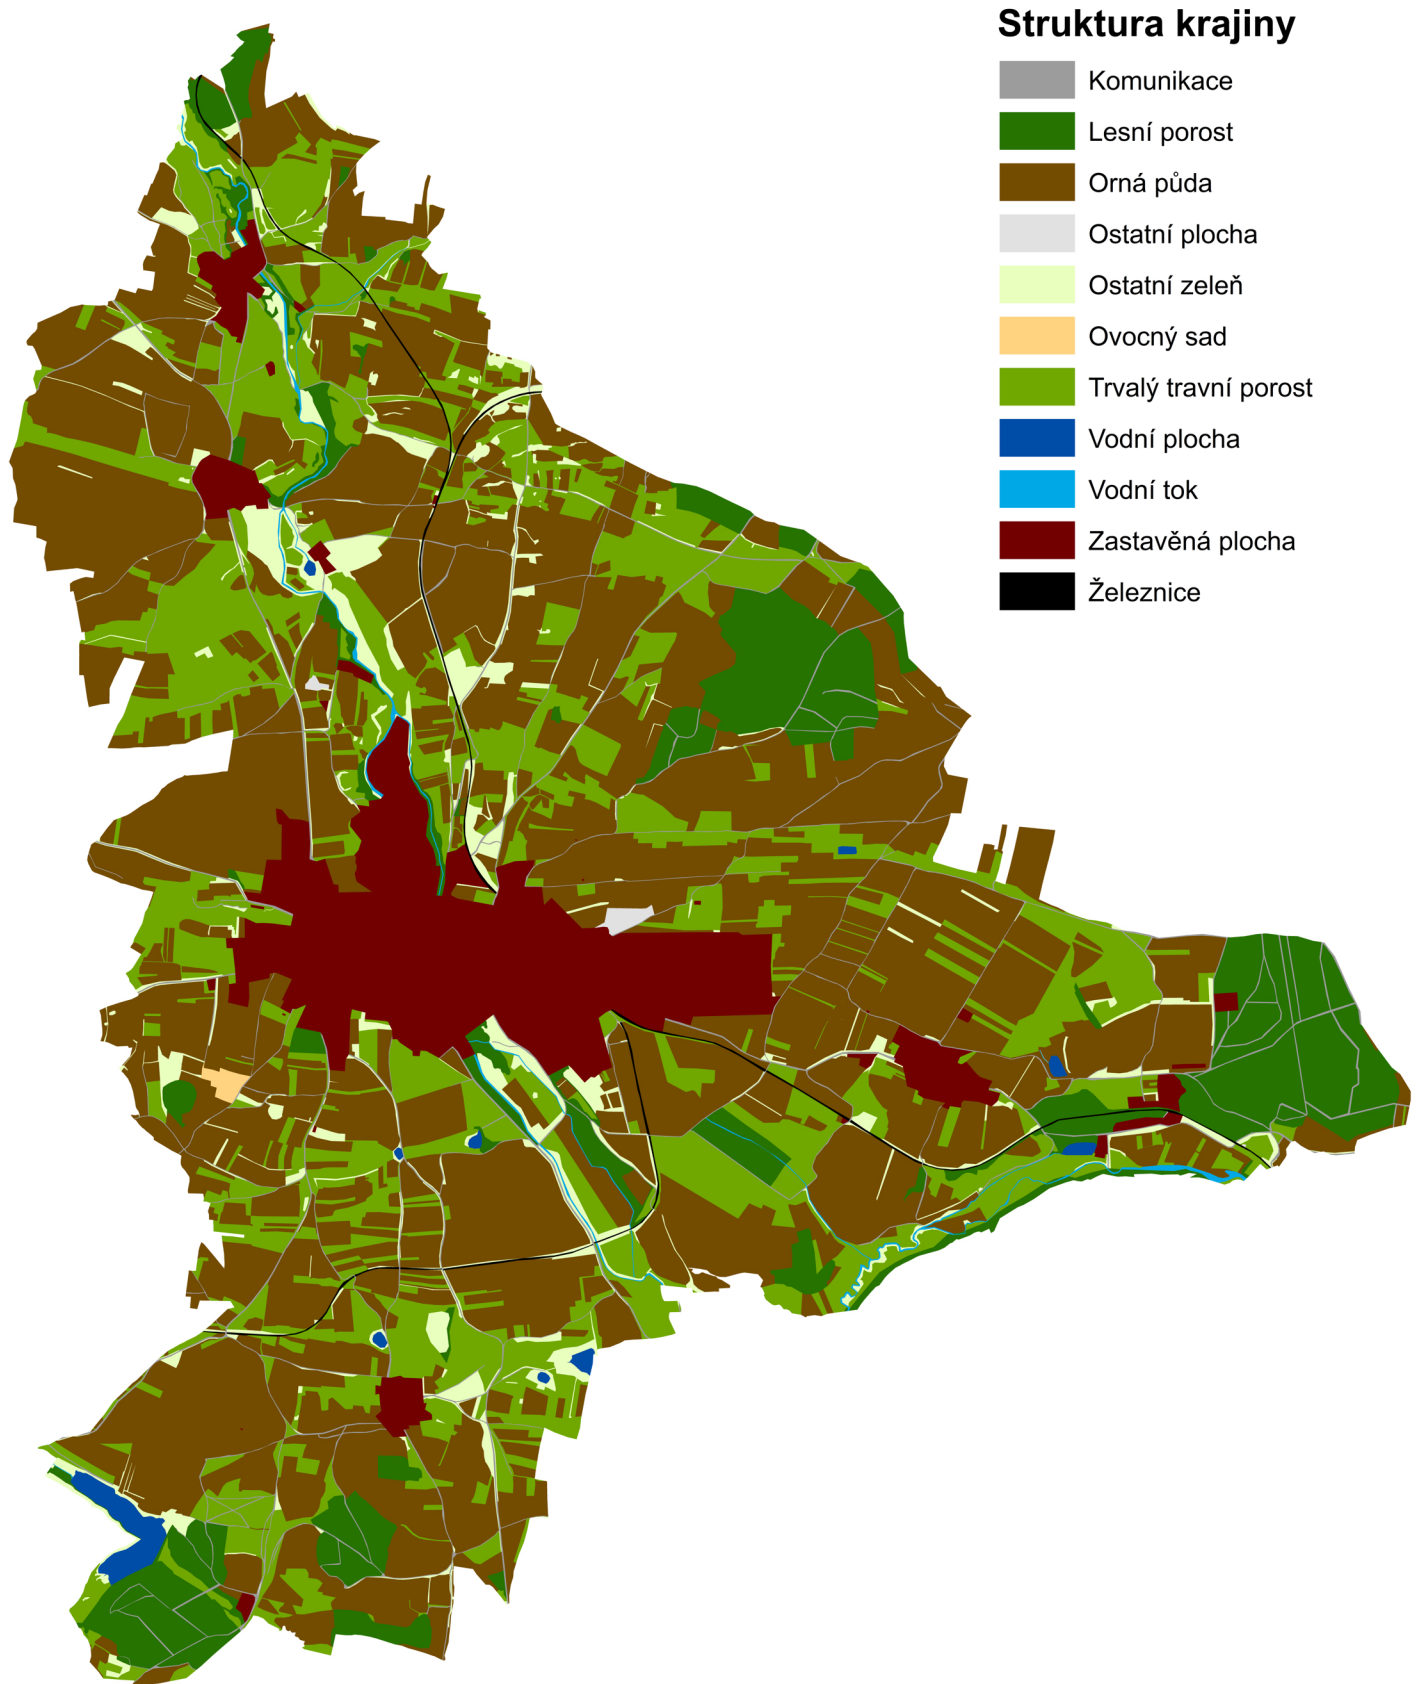 Struktura krajiny
Komunikace
Lesní porost
Orná půda
Ostatní plocha
Ostatní zeleň
Ovocný sad
Trvalý travní porost
Vodní plocha
Vodní tok
Zastavěná plocha
Železnice